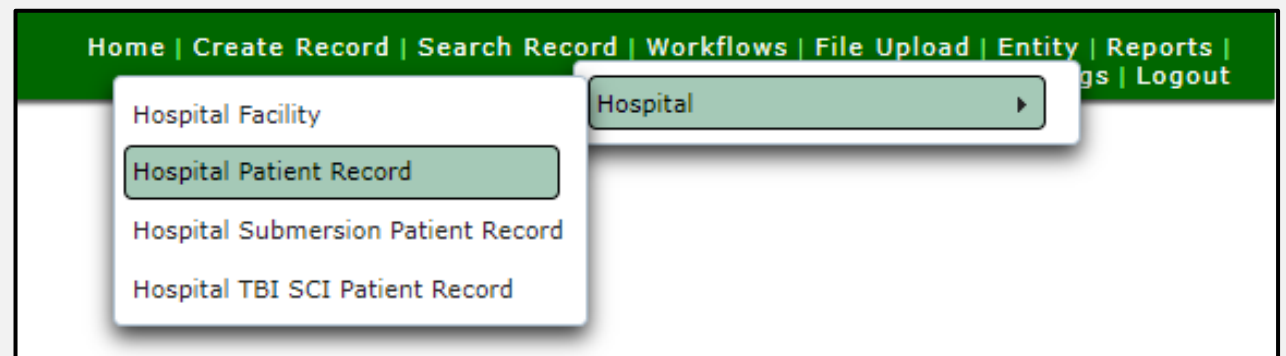 Home | Create Record | Search Record | Workflows | File Upload | Entity | Reports |
gs | Logout
Hospital
Hospital Facility
Hospital Patient Record
Hospital Submersion Patient Record
Hospital TBI SCI Patient Record